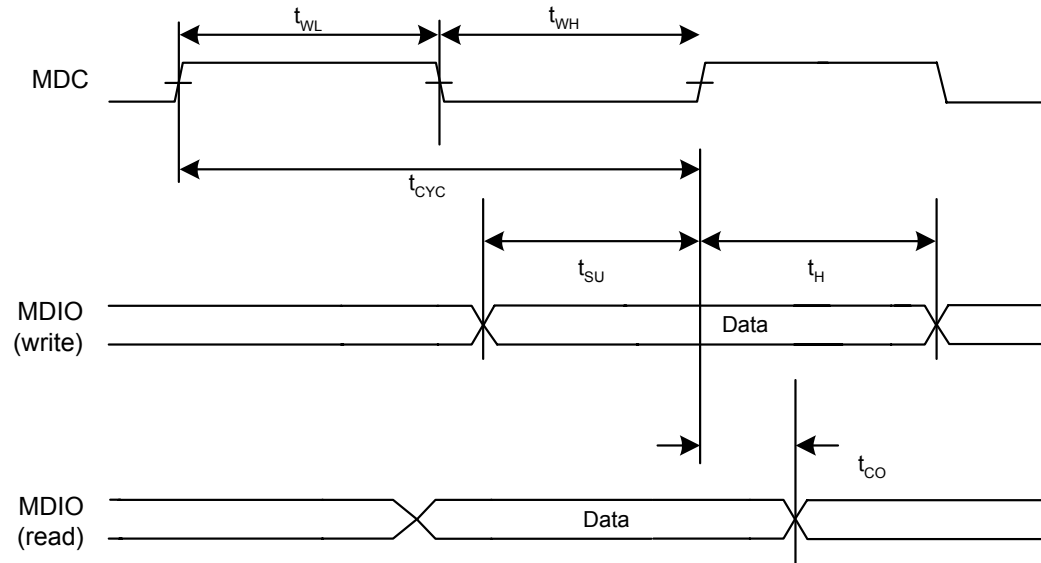 t_WL
t_WH
MDC
t_CYC
t_SU
t_H
MDIO
(write)
Data
t_CO
MDIO
(read)
Data